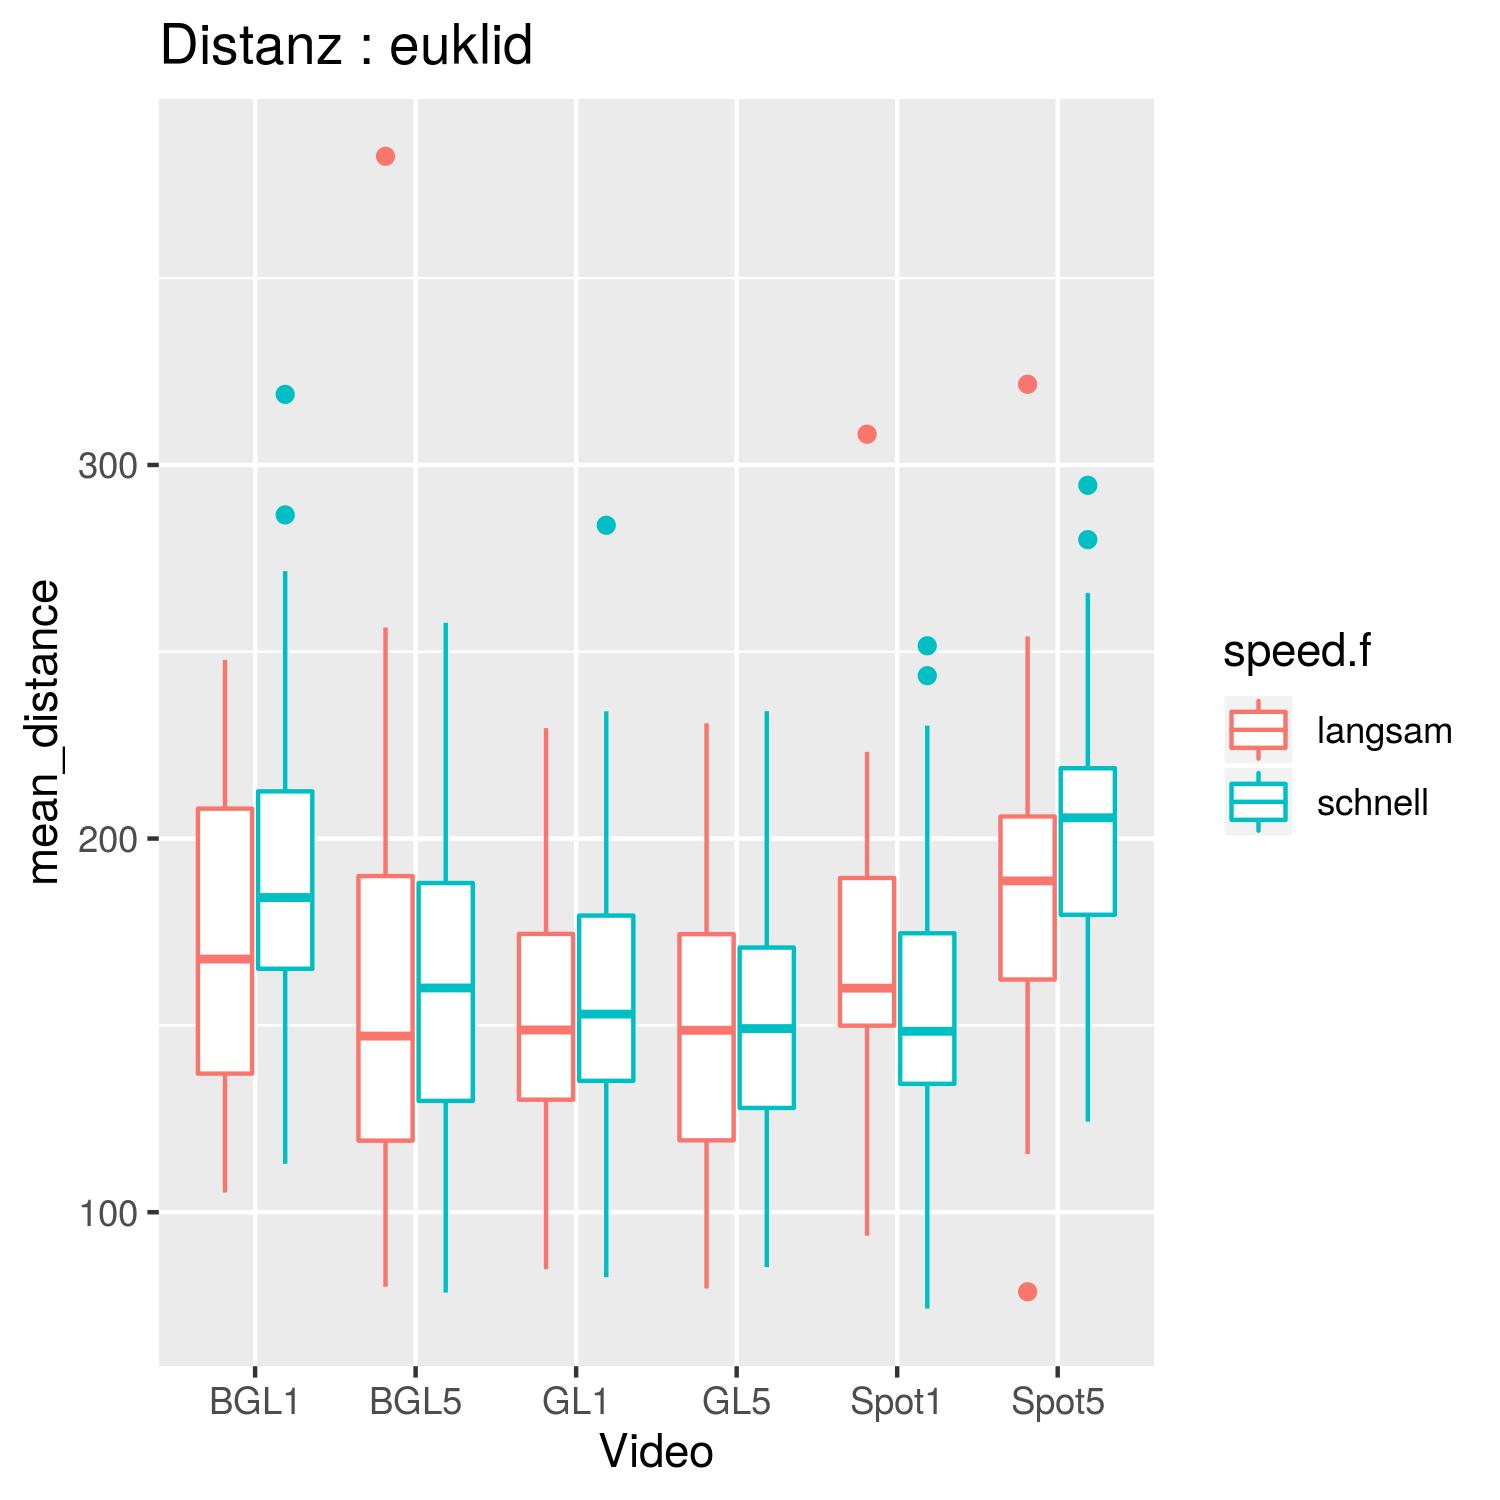 Distanz : euklid
mean_distance
300
200
100
BGL1 BGL5 GL1 GL5 Spot1 Spot5
Video
speed.f
langsam
schnell